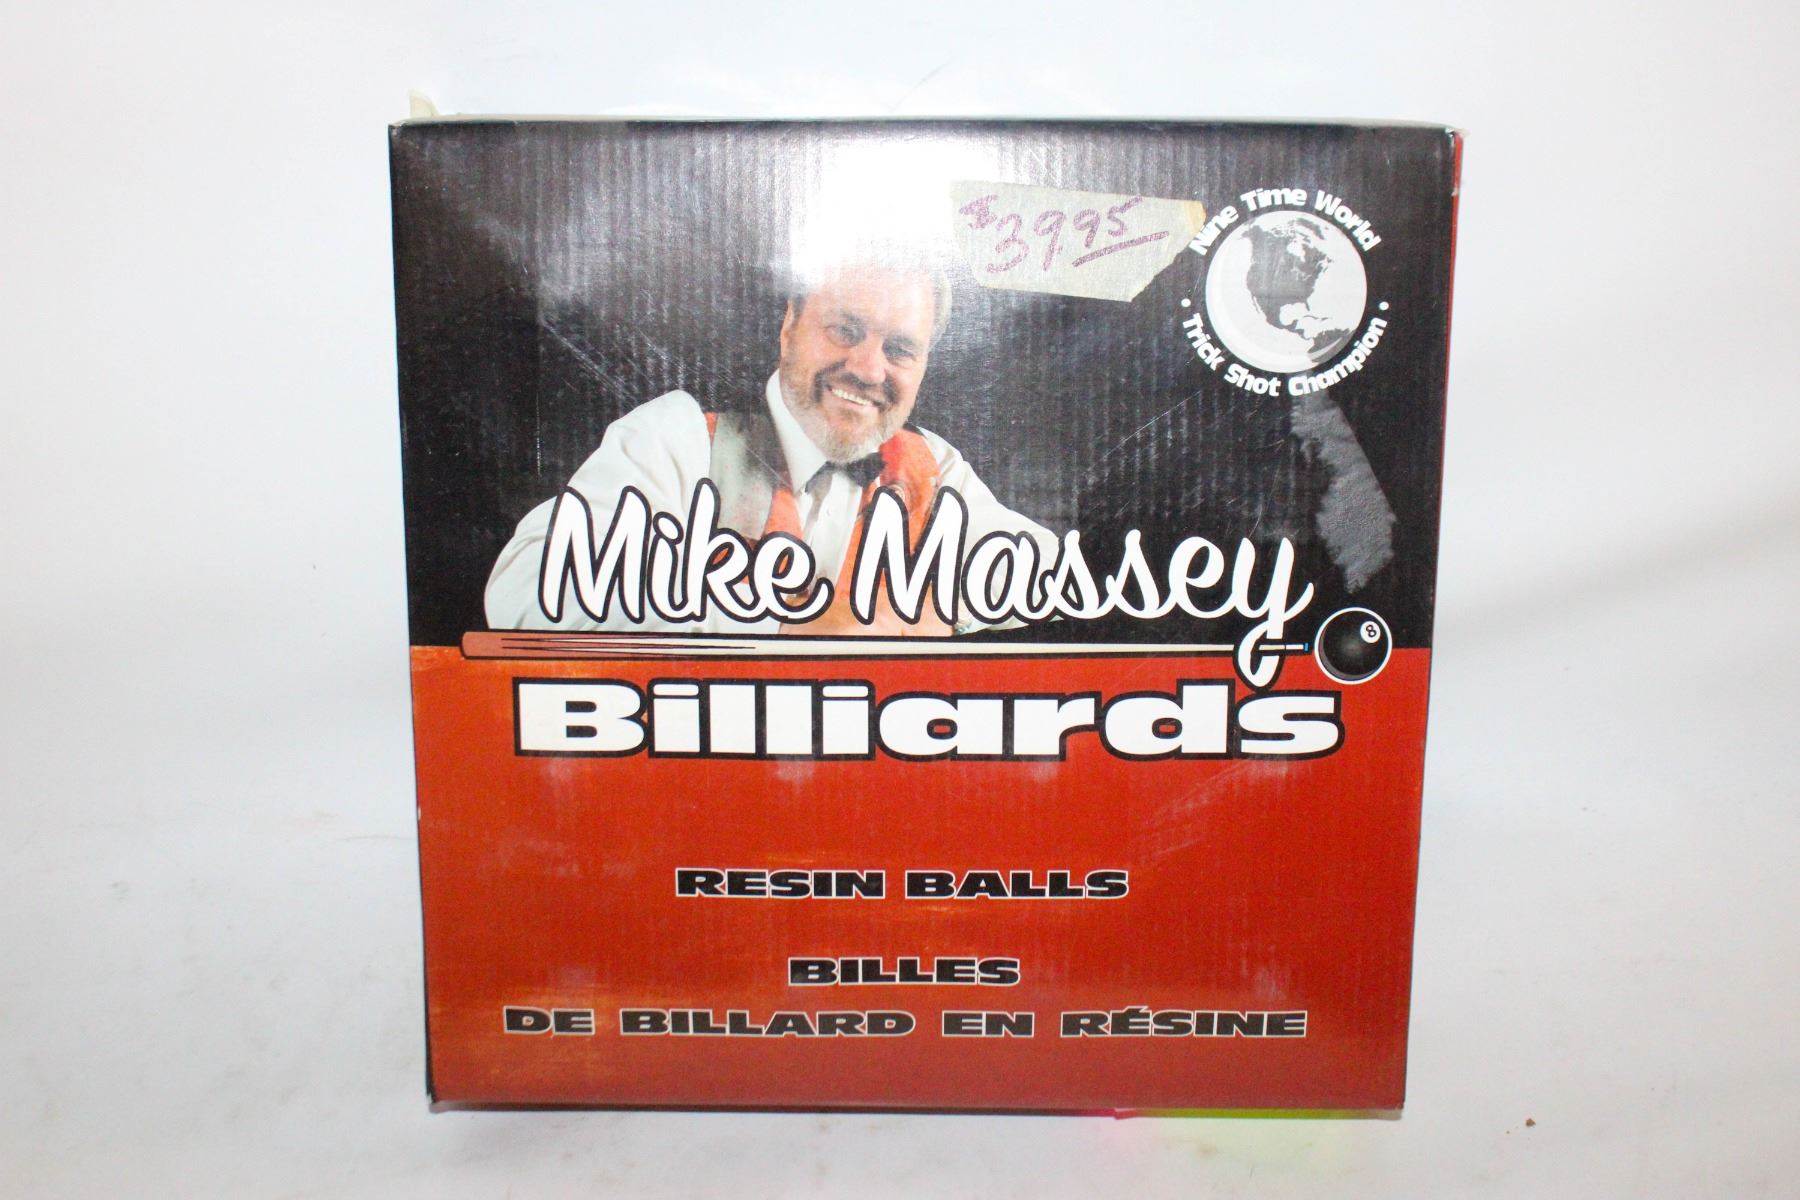 $39.95
Nine Time World
• Trick Shot Champion •
Mike Massey
8
Billiards
RESIN BALLS
BILLES
DE BILLARD EN RÉSINE